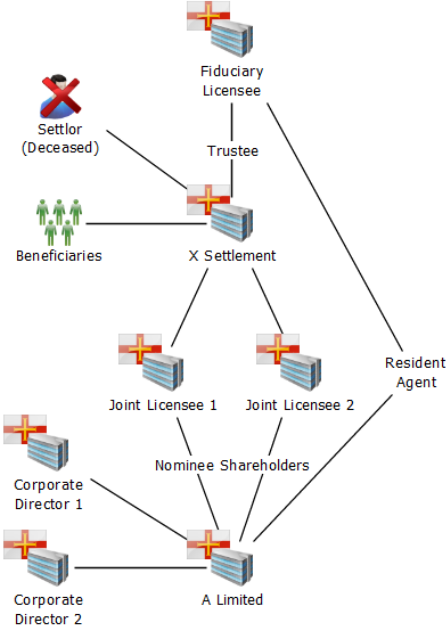 Fiduciary
Licensee
Settlor
(Deceased)
Trustee
Beneficiaries
X Settlement
Resident
Agent
Joint Licensee 1
Joint Licensee 2
Nominee Shareholders
Corporate
Director 1
Corporate
Director 2
A Limited